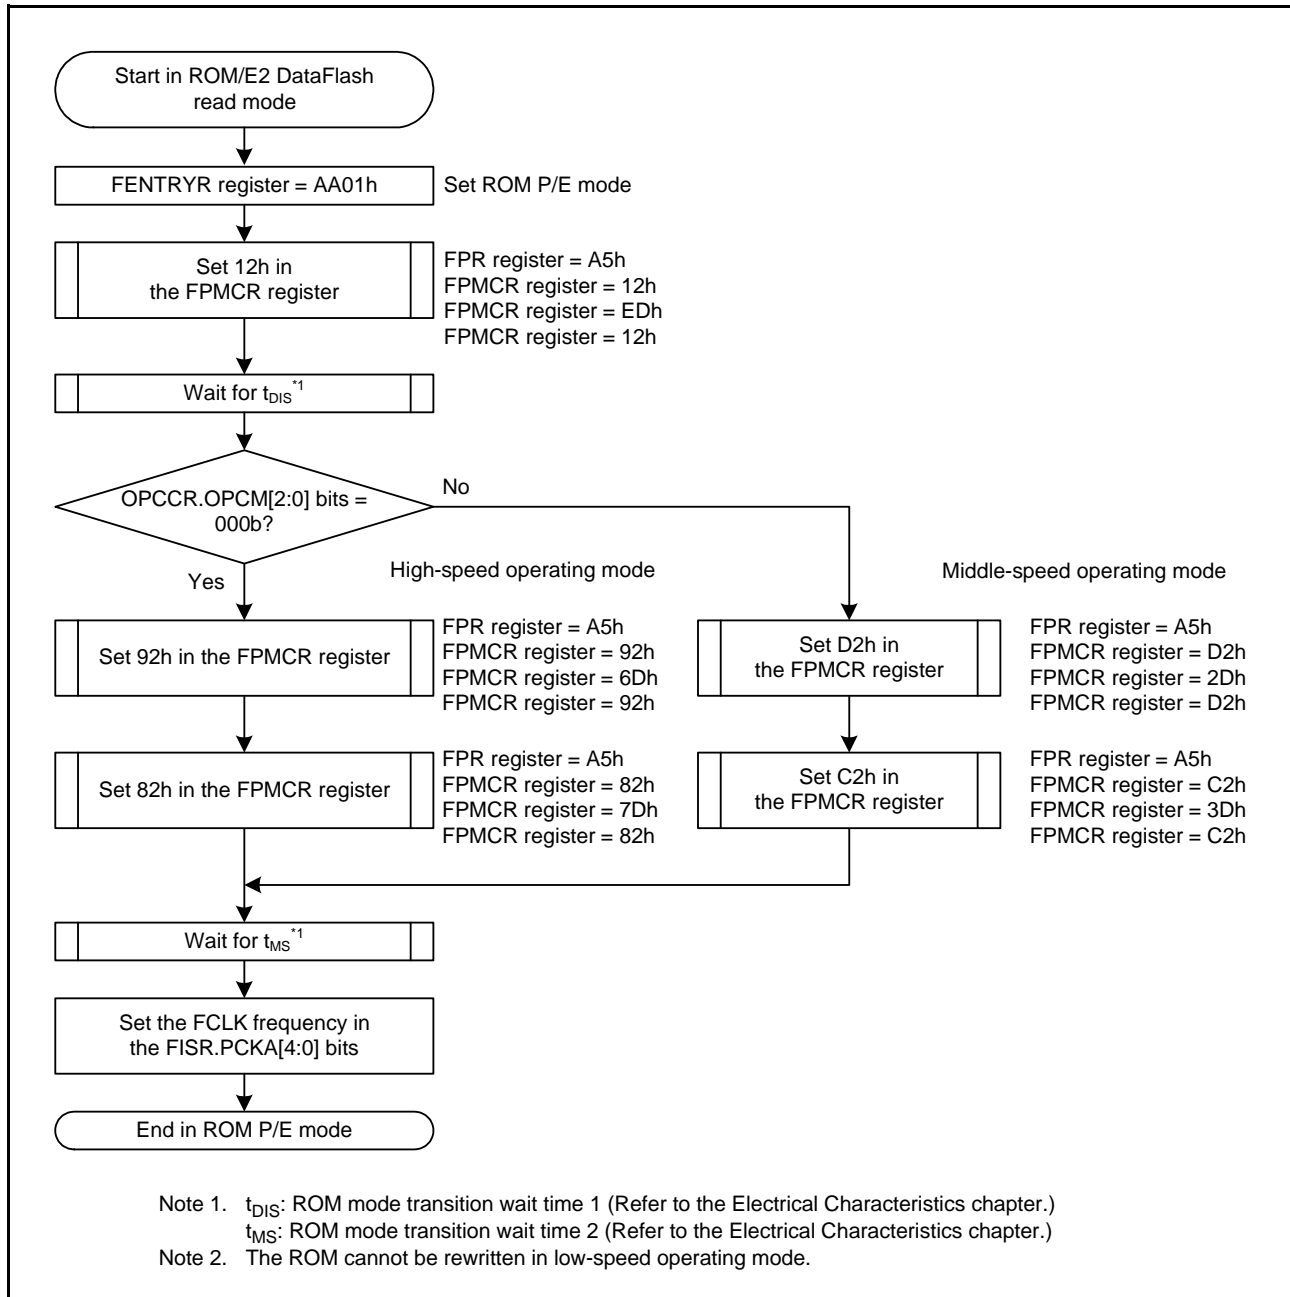 Start in ROM/E2 DataFlash
read mode
FENTRYR register = AA01h
Set ROM P/E mode
Set 12h in
the FPMCR register
FPR register = A5h
FPMCR register = 12h
FPMCR register = EDh
FPMCR register = 12h
Wait for tDIS*1
OPCCR.OPCM[2:0] bits =
000b?
No
Yes
High-speed operating mode
Middle-speed operating mode
Set 92h in the FPMCR register
FPR register = A5h
FPMCR register = 92h
FPMCR register = 6Dh
FPMCR register = 92h
Set D2h in
the FPMCR register
FPR register = A5h
FPMCR register = D2h
FPMCR register = 2Dh
FPMCR register = D2h
Set 82h in the FPMCR register
FPR register = A5h
FPMCR register = 82h
FPMCR register = 7Dh
FPMCR register = 82h
Set C2h in
the FPMCR register
FPR register = A5h
FPMCR register = C2h
FPMCR register = 3Dh
FPMCR register = C2h
Wait for tMS*1
Set the FCLK frequency in
the FISR.PCKA[4:0] bits
End in ROM P/E mode
Note 1. tDIS: ROM mode transition wait time 1 (Refer to the Electrical Characteristics chapter.)
tMS: ROM mode transition wait time 2 (Refer to the Electrical Characteristics chapter.)
Note 2. The ROM cannot be rewritten in low-speed operating mode.